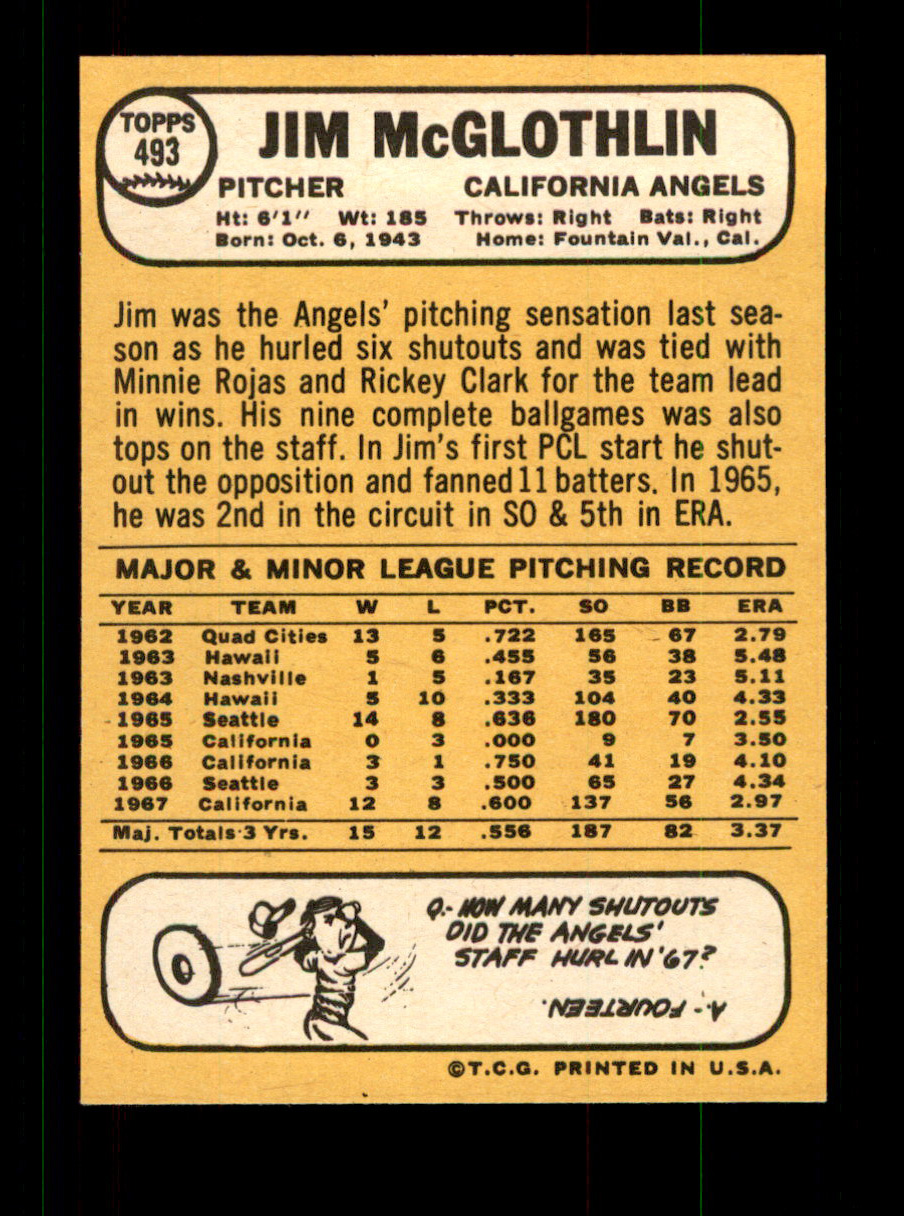 TOPPS
493
JIM McGLOTHLIN
PITCHER CALIFORNIA ANGELS
Ht: 6'1" Wt: 185 Throws: Right Bats: Right
Born: Oct. 6, 1943 Home: Fountain Val., Cal.
Jim was the Angels' pitching sensation last sea-
son as he hurled six shutouts and was tied with
Minnie Rojas and Rickey Clark for the team lead
in wins. His nine complete ballgames was also
tops on the staff. In Jim's first PCL start he shut-
out the opposition and fanned 11 batters. In 1965,
he was 2nd in the circuit in SO & 5th in ERA.
MAJOR & MINOR LEAGUE PITCHING RECORD
YEAR TEAM W L PCT. SO BB ERA
1962 Quad Cities 13 5 .722 165 67 2.79
1963 Hawaii 5 6 .455 56 38 5.48
1963 Nashville 1 5 .167 35 23 5.11
1964 Hawaii 5 10 .333 104 40 4.33
1965 Seattle 14 8 .636 180 70 2.55
1965 California 0 3 .000 9 7 3.50
1966 California 3 1 .750 41 19 4.10
1966 Seattle 3 3 .500 65 27 4.34
1967 California 12 8 .600 137 56 2.97
Maj. Totals 3 Yrs. 15 12 .556 187 82 3.37
Q.- HOW MANY SHUTOUTS
DID THE ANGELS'
STAFF HURL IN '67?
A.- FOURTEEN.
©T.C.G. PRINTED IN U.S.A.